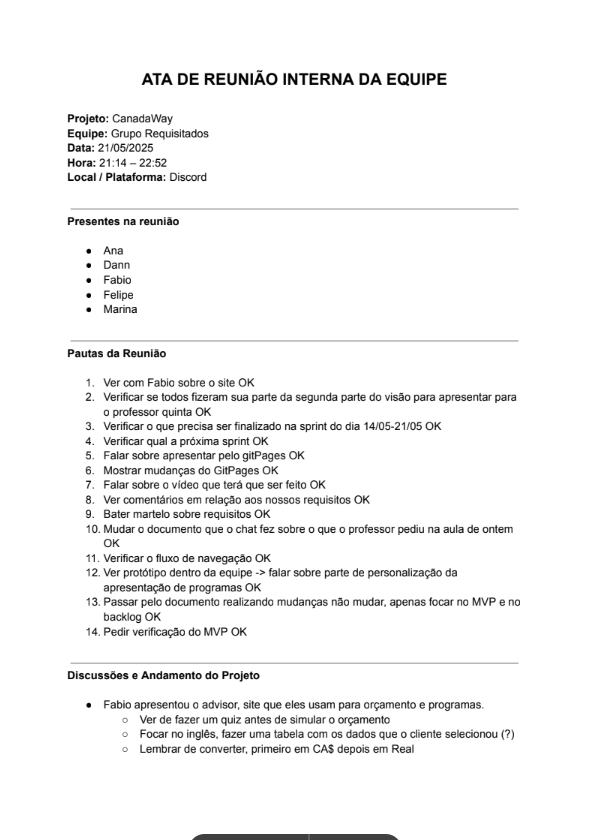 ATA DE REUNIÃO INTERNA DA EQUIPE
Projeto: CanadaWay
Equipe: Grupo Requisitados
Data: 21/05/2025
Hora: 21:14 – 22:52
Local / Plataforma: Discord
Presentes na reunião
● Ana
● Dann
● Fabio
● Felipe
● Marina
Pautas da Reunião
1. Ver com Fabio sobre o site OK
2. Verificar se todos fizeram sua parte da segunda parte do visão para apresentar para
o professor quinta OK
3. Verificar o que precisa ser finalizado na sprint do dia 14/05-21/05 OK
4. Verificar qual a próxima sprint OK
5. Falar sobre apresentar pelo gitPages OK
6. Mostrar mudanças do GitPages OK
7. Falar sobre o vídeo que terá que ser feito OK
8. Ver comentários em relação aos nossos requisitos OK
9. Bater martelo sobre requisitos OK
10. Mudar o documento que o chat fez sobre o que o professor pediu na aula de ontem
OK
11. Verificar o fluxo de navegação OK
12. Ver protótipo dentro da equipe -> falar sobre parte de personalização da
apresentação de programas OK
13. Passar pelo documento realizando mudanças não mudar, apenas focar no MVP e no
backlog OK
14. Pedir verificação do MVP OK
Discussões e Andamento do Projeto
● Fabio apresentou o advisor, site que eles usam para orçamento e programas.
○ Ver de fazer um quiz antes de simular o orçamento
○ Focar no inglês, fazer uma tabela com os dados que o cliente selecionou (?)
○ Lembrar de converter, primeiro em CA$ depois em Real